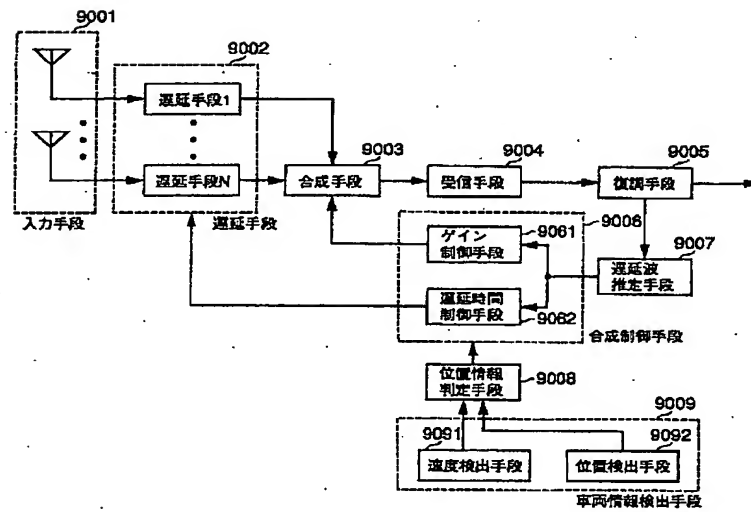 9001
9002
遅延手段1
9003
9004
9005
遅延手段N
合成手段
受信手段
復調手段
入力手段
遅延手段
9006
ゲイン
制御手段
9061
9007
遅延波
推定手段
遅延時間
制御手段
9062
合成制御手段
位置情報
判定手段
9008
9009
9091
9092
速度検出手段
位置検出手段
車両情報検出手段